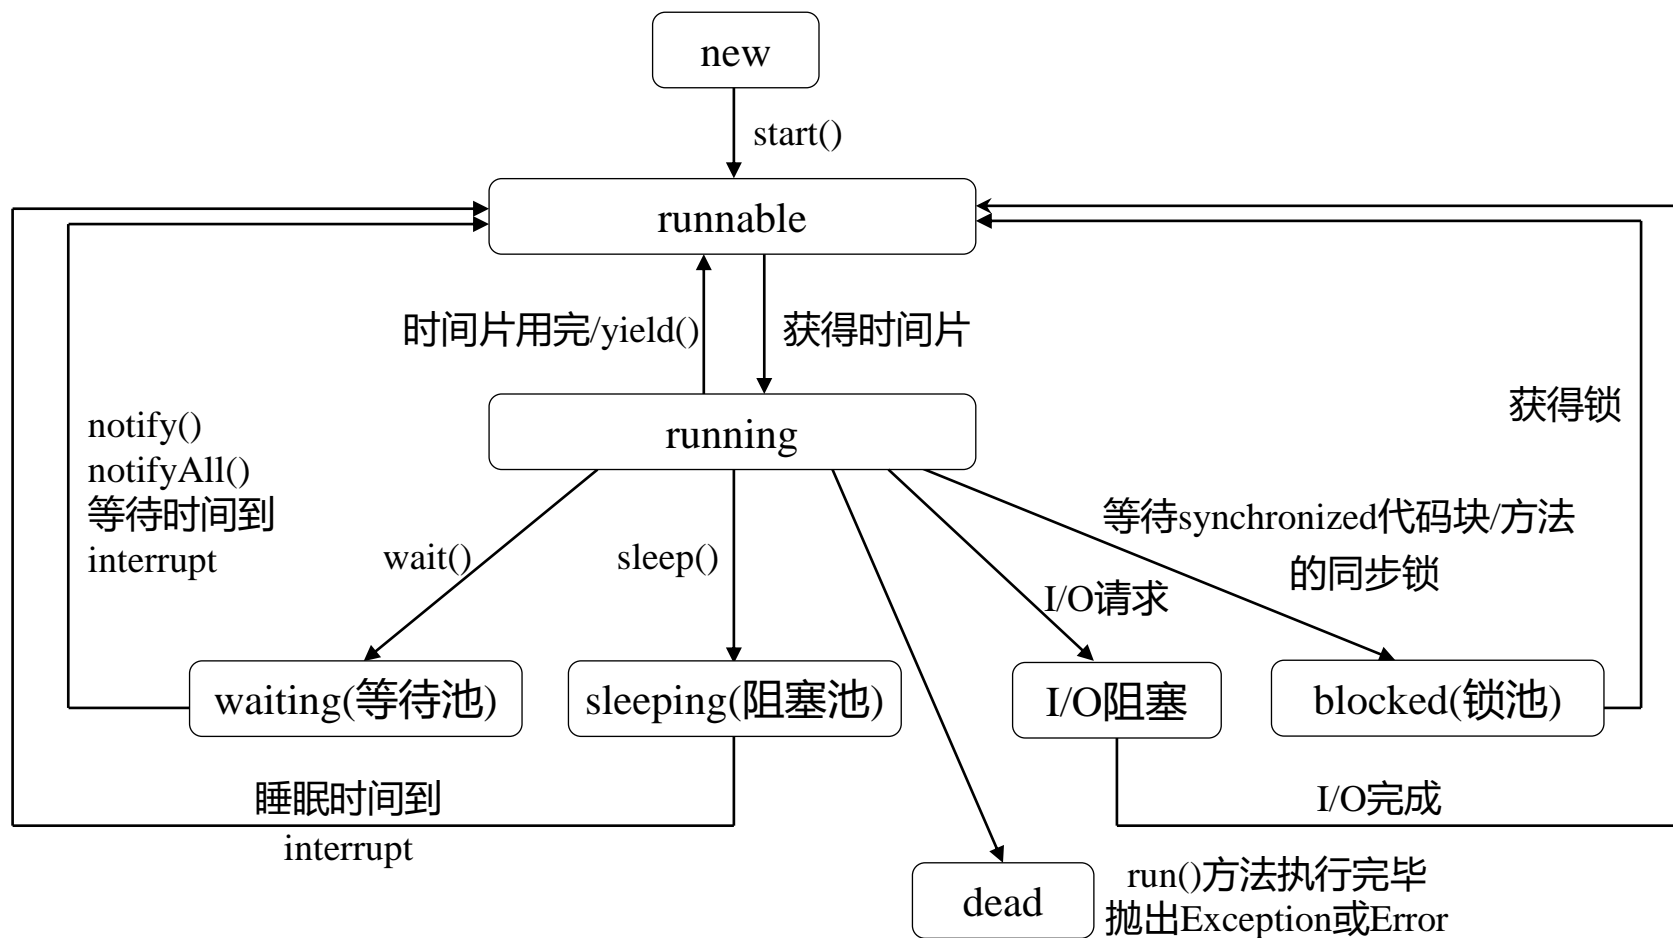 new
start()
runnable
时间片用完/yield()
获得时间片
running
获得锁
notify()
notifyAll()
等待时间到
interrupt
wait()
sleep()
等待synchronized代码块/方法
的同步锁
I/O请求
waiting(等待池)
sleeping(阻塞池)
I/O阻塞
blocked(锁池)
睡眠时间到
interrupt
I/O完成
dead
run()方法执行完毕
抛出Exception或Error